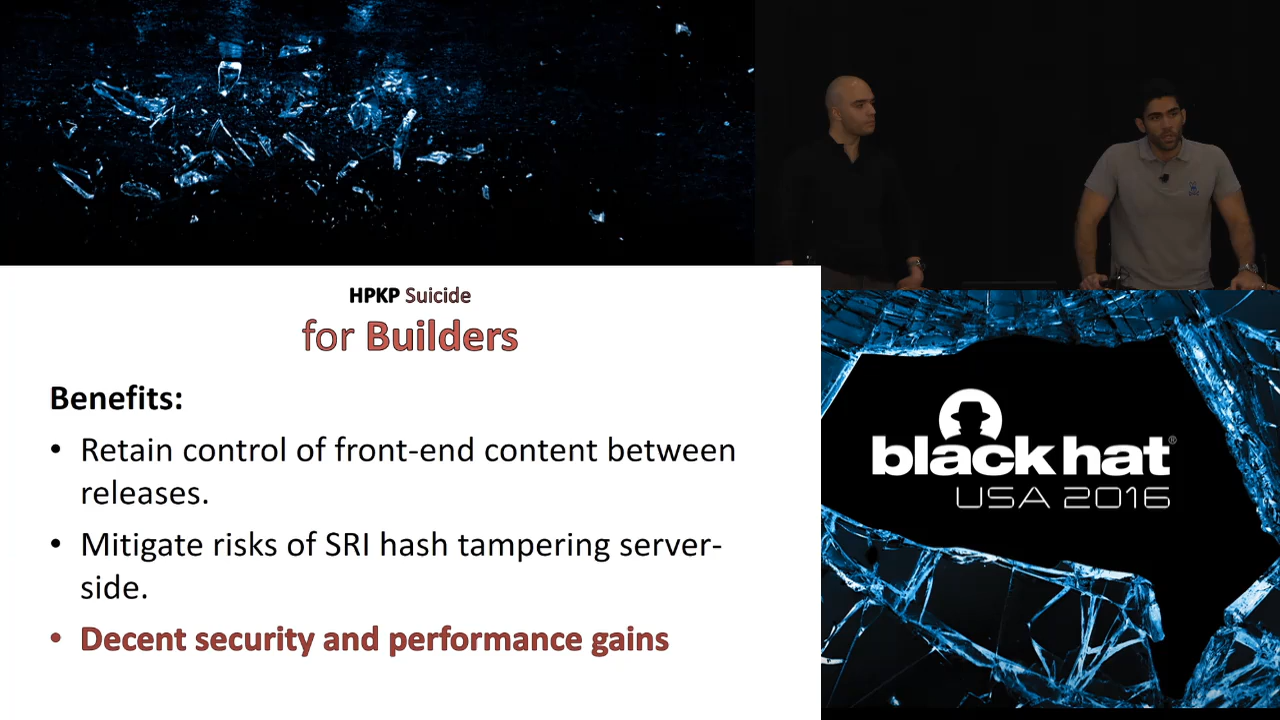 HPKP Suicide
for Builders
Benefits:
• Retain control of front-end content between
releases.
• Mitigate risks of SRI hash tampering server-
side.
• Decent security and performance gains
black hat®
USA 2016